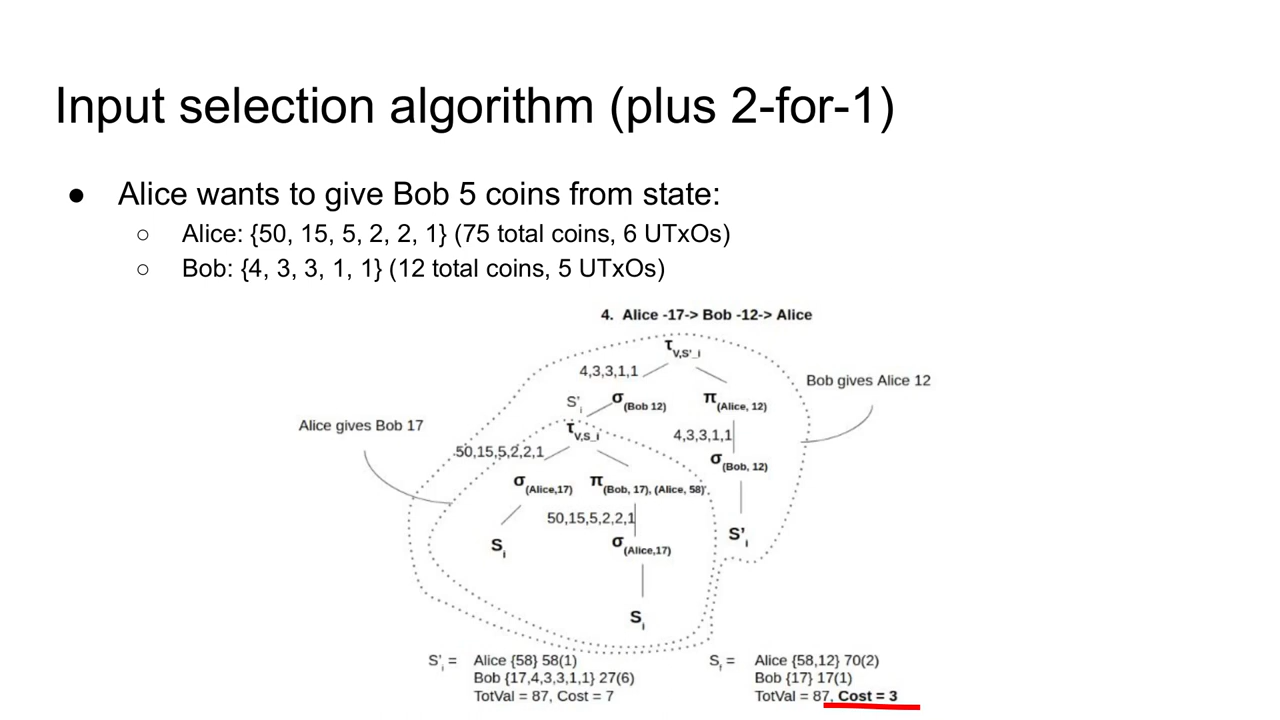 Input selection algorithm (plus 2-for-1)
● Alice wants to give Bob 5 coins from state:
○ Alice: {50, 15, 5, 2, 2, 1} (75 total coins, 6 UTxOs)
○ Bob: {4, 3, 3, 1, 1} (12 total coins, 5 UTxOs)
4. Alice -17-> Bob -12-> Alice
τV,S'_i
4,3,3,1,1
Bob gives Alice 12
S'i
σ(Bob 12)
π(Alice, 12)
Alice gives Bob 17
τV,S_i
4,3,3,1,1
50,15,5,2,2,1
σ(Bob, 12)
σ(Alice,17)
π(Bob, 17), (Alice, 58)'.
50,15,5,2,2,1
S'i
Si
σ(Alice,17)
Si
S'i = Alice {58} 58(1)
Bob {17,4,3,3,1,1} 27(6)
TotVal = 87, Cost = 7
Sf = Alice {58,12} 70(2)
Bob {17} 17(1)
TotVal = 87, Cost = 3